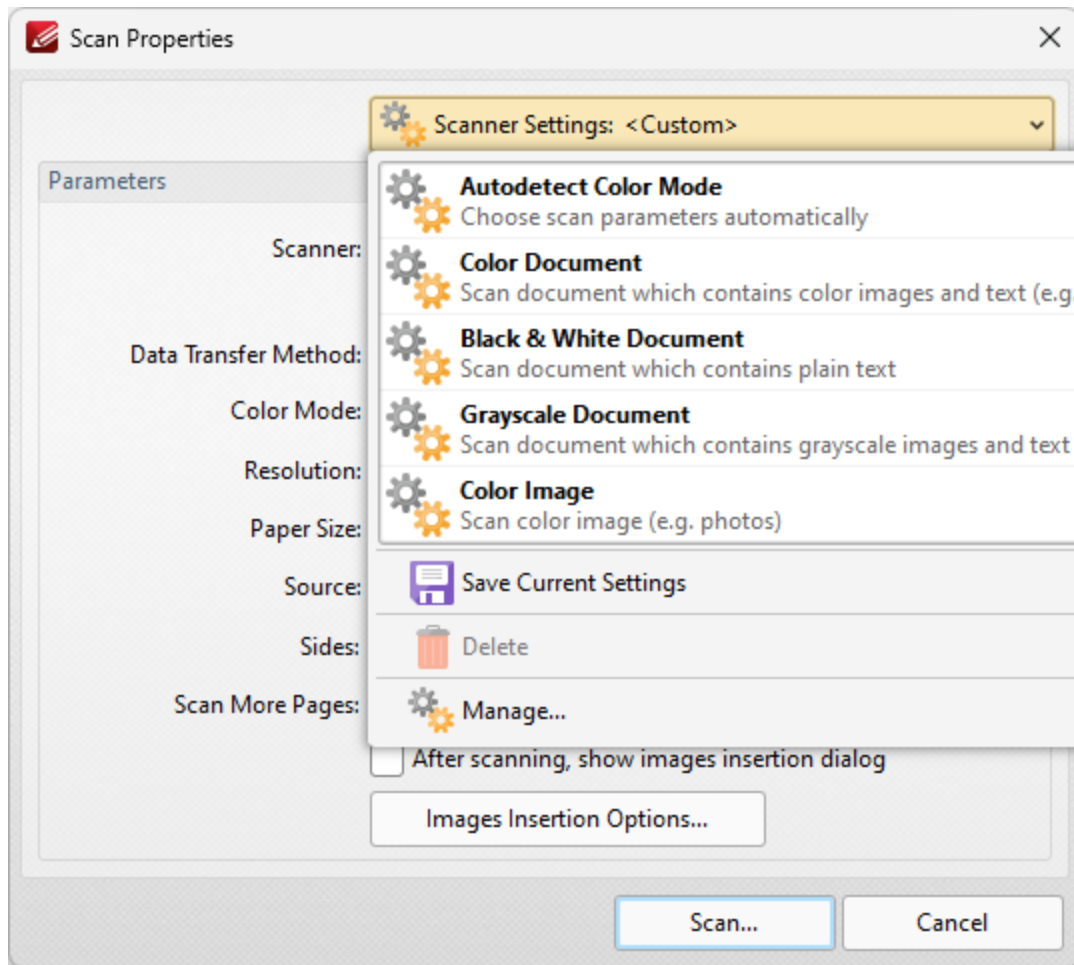 Scan Properties
Scanner Settings: <Custom>
Parameters
Autodetect Color Mode
Choose scan parameters automatically
Scanner:
Color Document
Scan document which contains color images and text (e.g.
Black & White Document
Data Transfer Method:
Scan document which contains plain text
Color Mode:
Grayscale Document
Scan document which contains grayscale images and text
Resolution:
Color Image
Scan color image (e.g. photos)
Paper Size:
Source:
Save Current Settings
Sides:
Delete
Scan More Pages:
Manage...
After scanning, show images insertion dialog
Images Insertion Options...
Scan...
Cancel